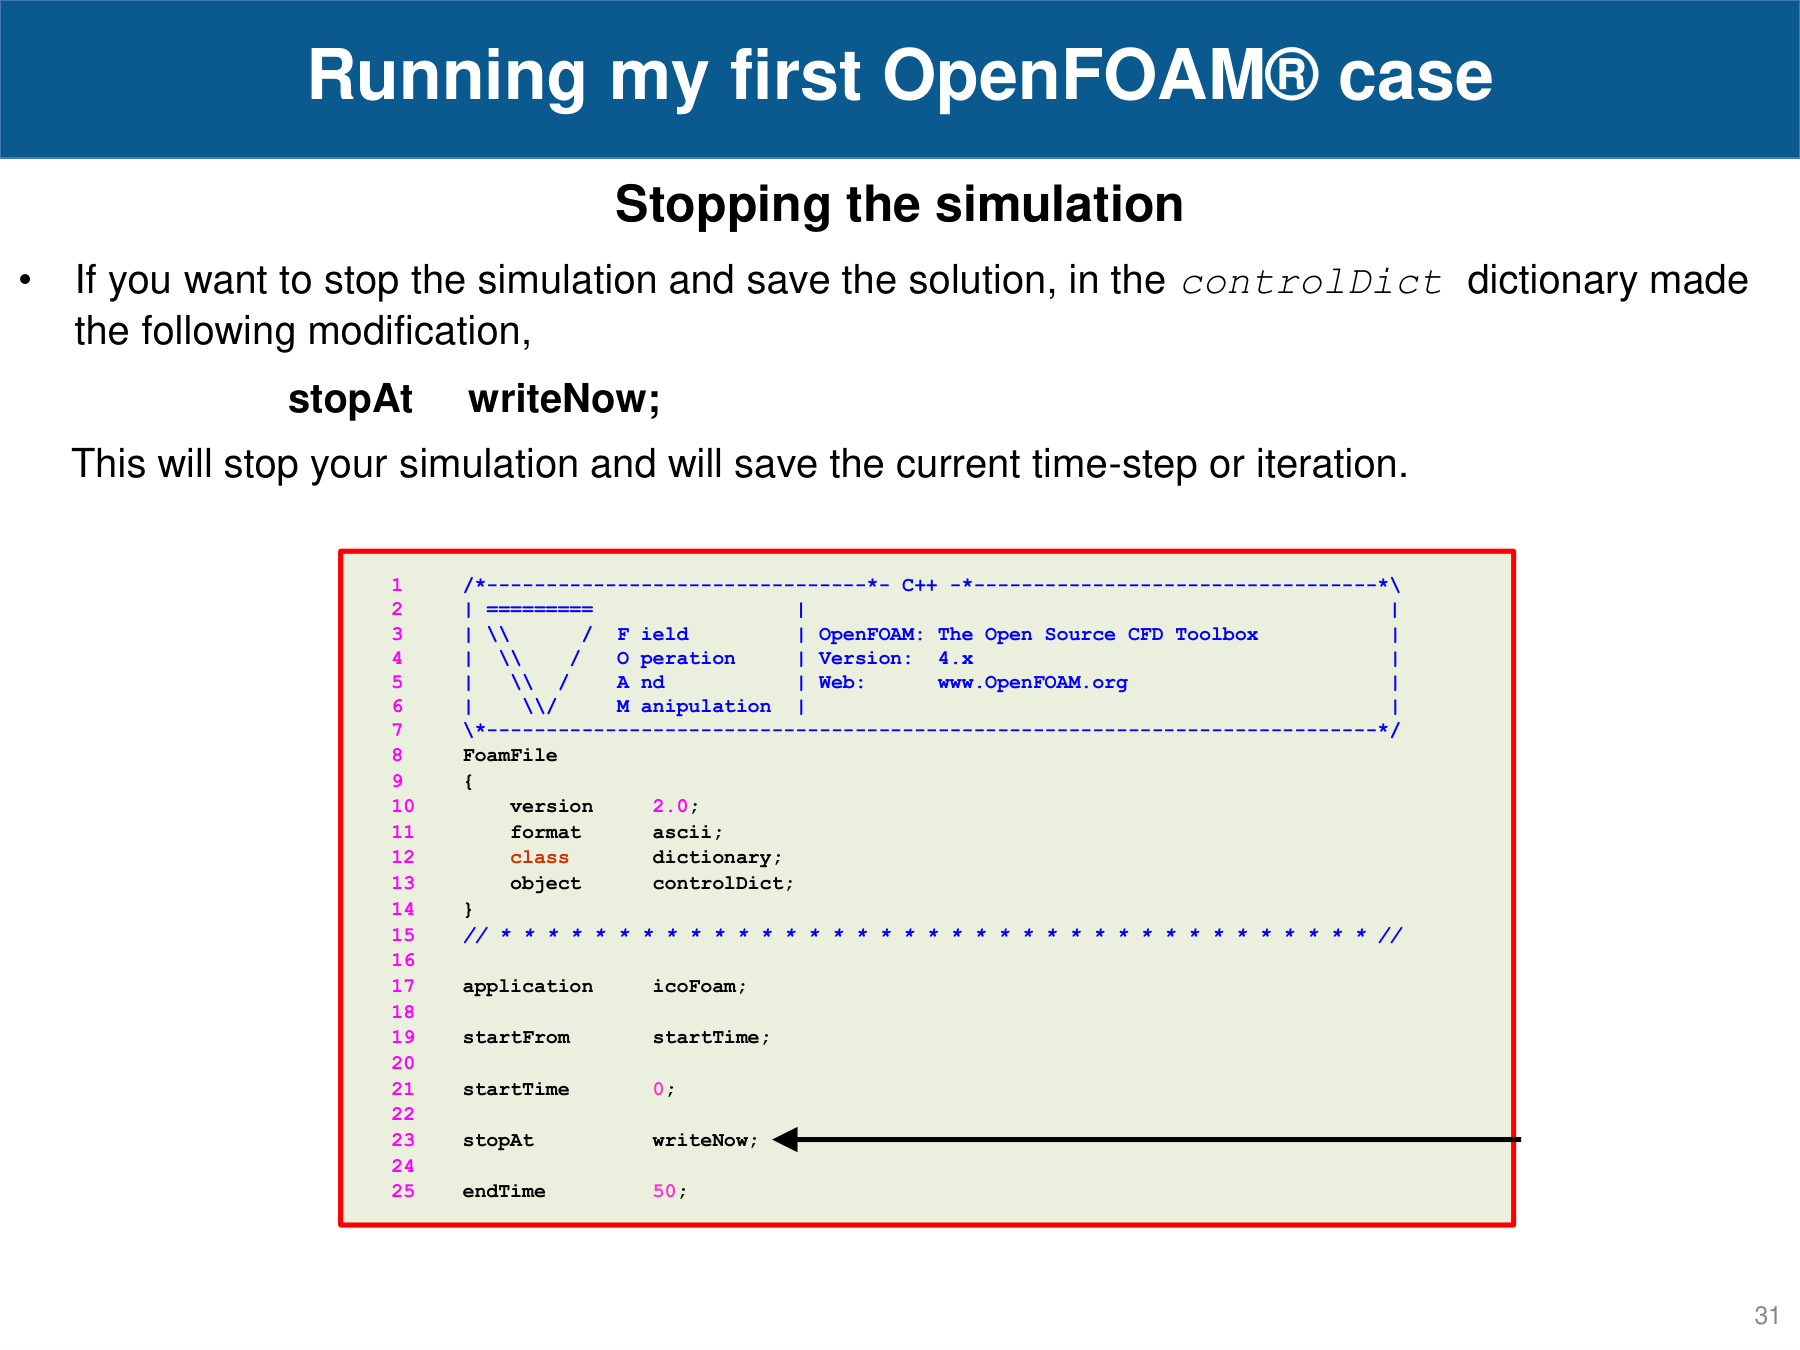 Running my first OpenFOAM® case
Stopping the simulation
• If you want to stop the simulation and save the solution, in the controlDict dictionary made
the following modification,
stopAt writeNow;
This will stop your simulation and will save the current time-step or iteration.
1 /*--------------------------------*- C++ -*----------------------------------*\
2 | ========= | |
3 | \\ / F ield | OpenFOAM: The Open Source CFD Toolbox |
4 | \\ / O peration | Version: 4.x |
5 | \\ / A nd | Web: www.OpenFOAM.org |
6 | \\/ M anipulation | |
7 \*---------------------------------------------------------------------------*/
8 FoamFile
9 {
10 version 2.0;
11 format ascii;
12 class dictionary;
13 object controlDict;
14 }
15 // * * * * * * * * * * * * * * * * * * * * * * * * * * * * * * * * * * * * * //
16
17 application icoFoam;
18
19 startFrom startTime;
20
21 startTime 0;
22
23 stopAt writeNow;
24
25 endTime 50;
31